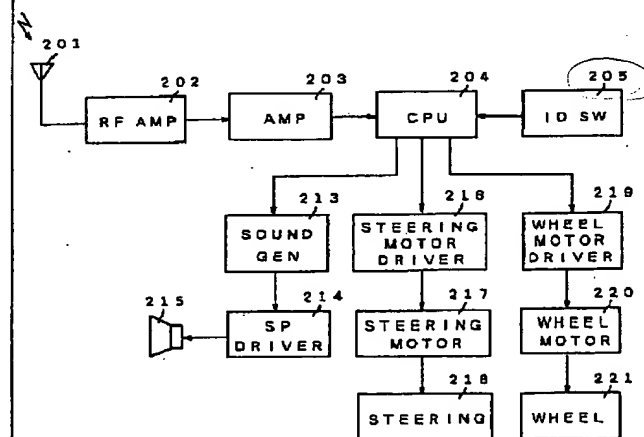 201
202
203
204
205
RF AMP
AMP
CPU
ID SW
213
216
219
SOUND
GEN
STEERING
MOTOR
DRIVER
WHEEL
MOTOR
DRIVER
215
214
217
220
SP
DRIVER
STEERING
MOTOR
WHEEL
MOTOR
218
221
STEERING
WHEEL